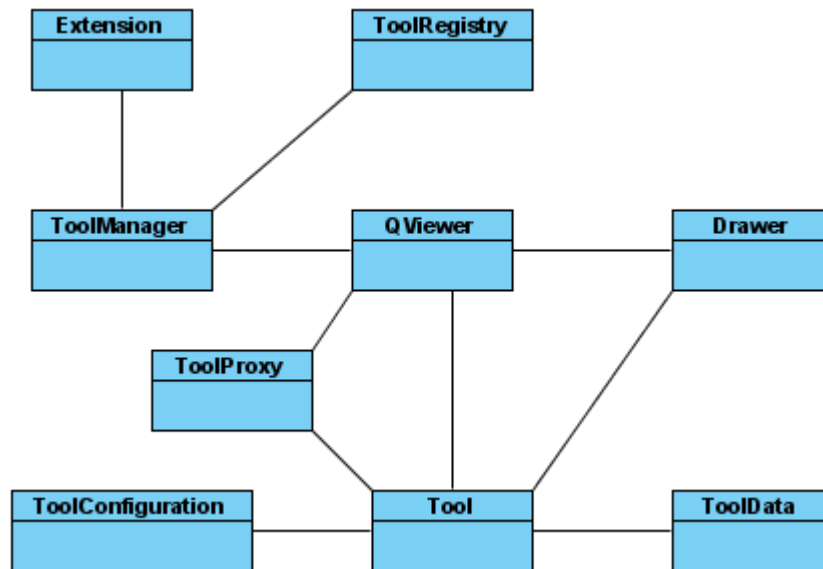 Extension
ToolRegistry
ToolManager
QViewer
Drawer
ToolProxy
ToolConfiguration
Tool
ToolData